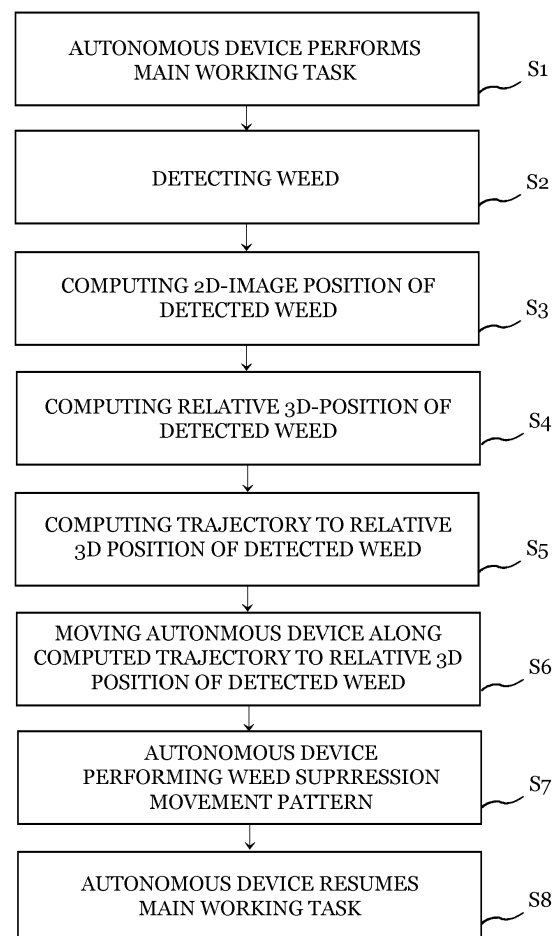 AUTONOMOUS DEVICE PERFORMS
MAIN WORKING TASK
S1
DETECTING WEED
S2
COMPUTING 2D-IMAGE POSITION OF
DETECTED WEED
S3
COMPUTING RELATIVE 3D-POSITION OF
DETECTED WEED
S4
COMPUTING TRAJECTORY TO RELATIVE
3D POSITION OF DETECTED WEED
S5
MOVING AUTONMOUS DEVICE ALONG
COMPUTED TRAJECTORY TO RELATIVE 3D
POSITION OF DETECTED WEED
S6
AUTONOMOUS DEVICE
PERFORMING WEED SUPRRESSION
MOVEMENT PATTERN
S7
AUTONOMOUS DEVICE RESUMES
MAIN WORKING TASK
S8